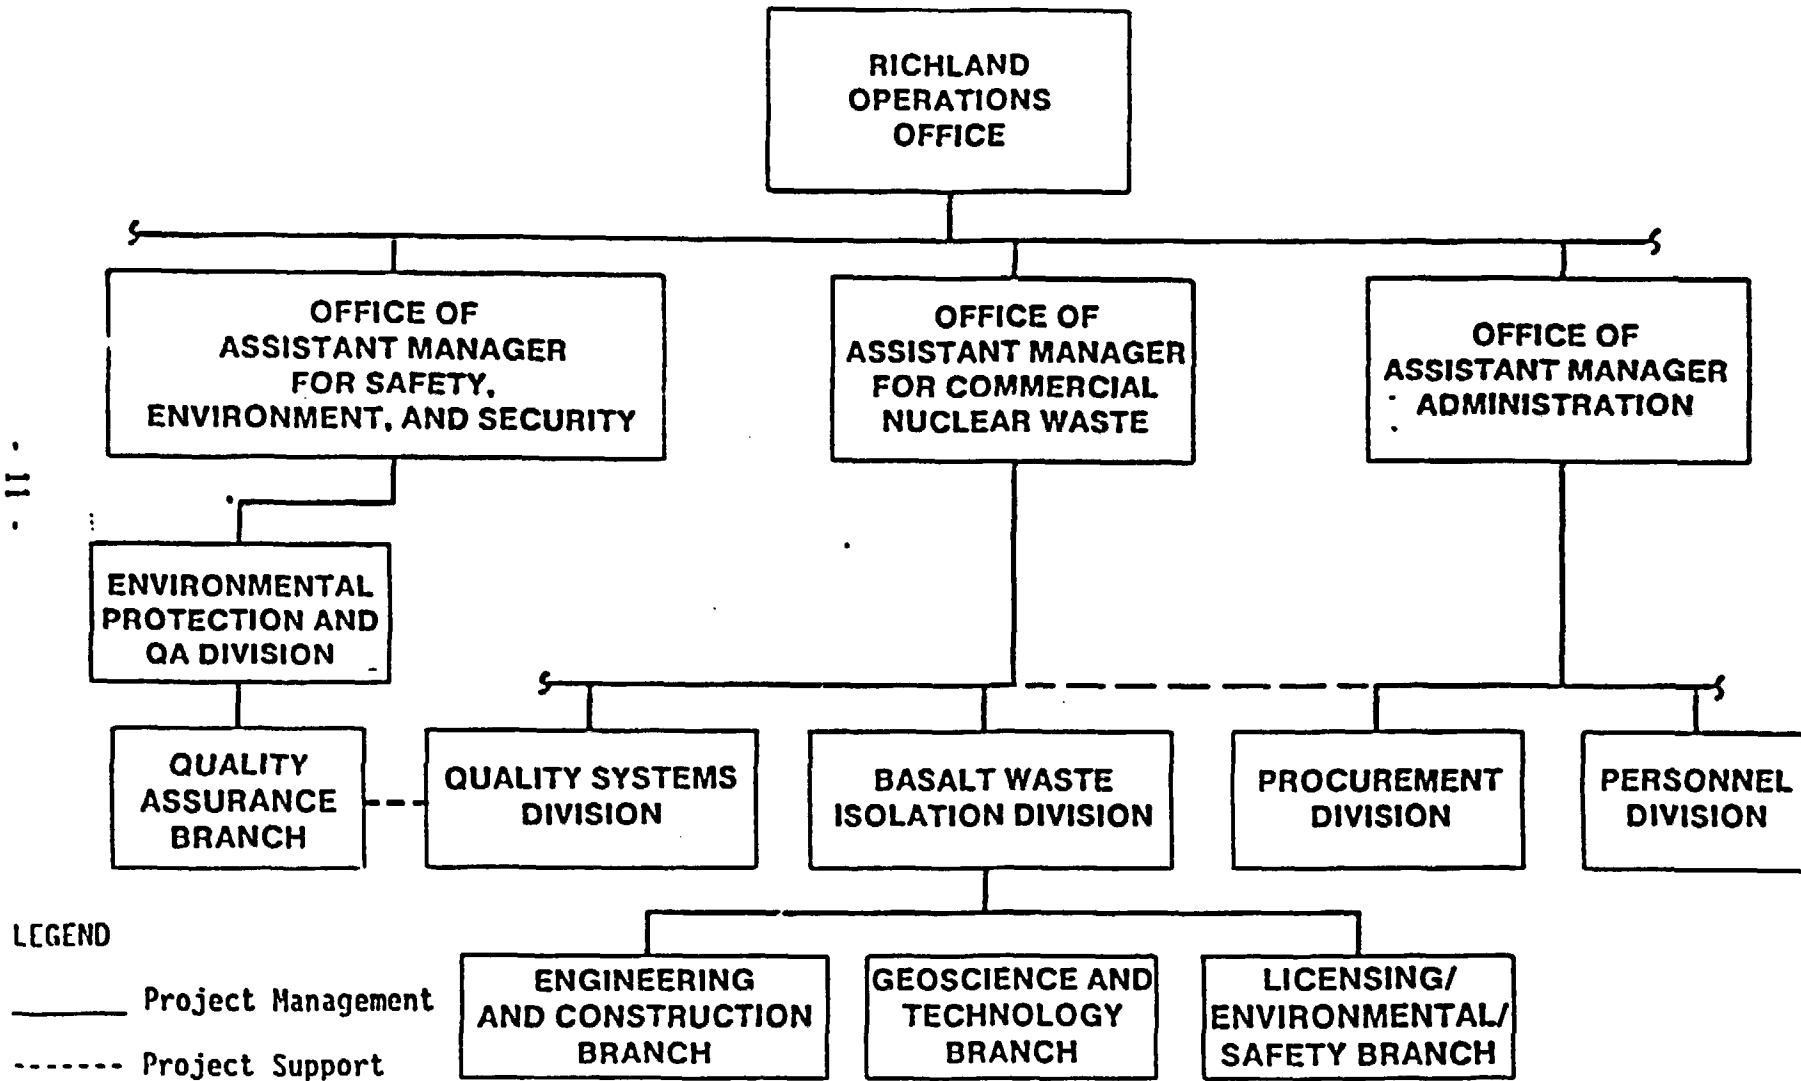 RICHLAND
OPERATIONS
OFFICE
OFFICE OF
ASSISTANT MANAGER
FOR SAFETY,
ENVIRONMENT, AND SECURITY
OFFICE OF
ASSISTANT MANAGER
FOR COMMERCIAL
NUCLEAR WASTE
OFFICE OF
ASSISTANT MANAGER
ADMINISTRATION
- 11 -
ENVIRONMENTAL
PROTECTION AND
QA DIVISION
QUALITY
ASSURANCE
BRANCH
QUALITY SYSTEMS
DIVISION
BASALT WASTE
ISOLATION DIVISION
PROCUREMENT
DIVISION
PERSONNEL
DIVISION
ENGINEERING
AND CONSTRUCTION
BRANCH
GEOSCIENCE AND
TECHNOLOGY
BRANCH
LICENSING/
ENVIRONMENTAL/
SAFETY BRANCH
LEGEND
Project Management
Project Support